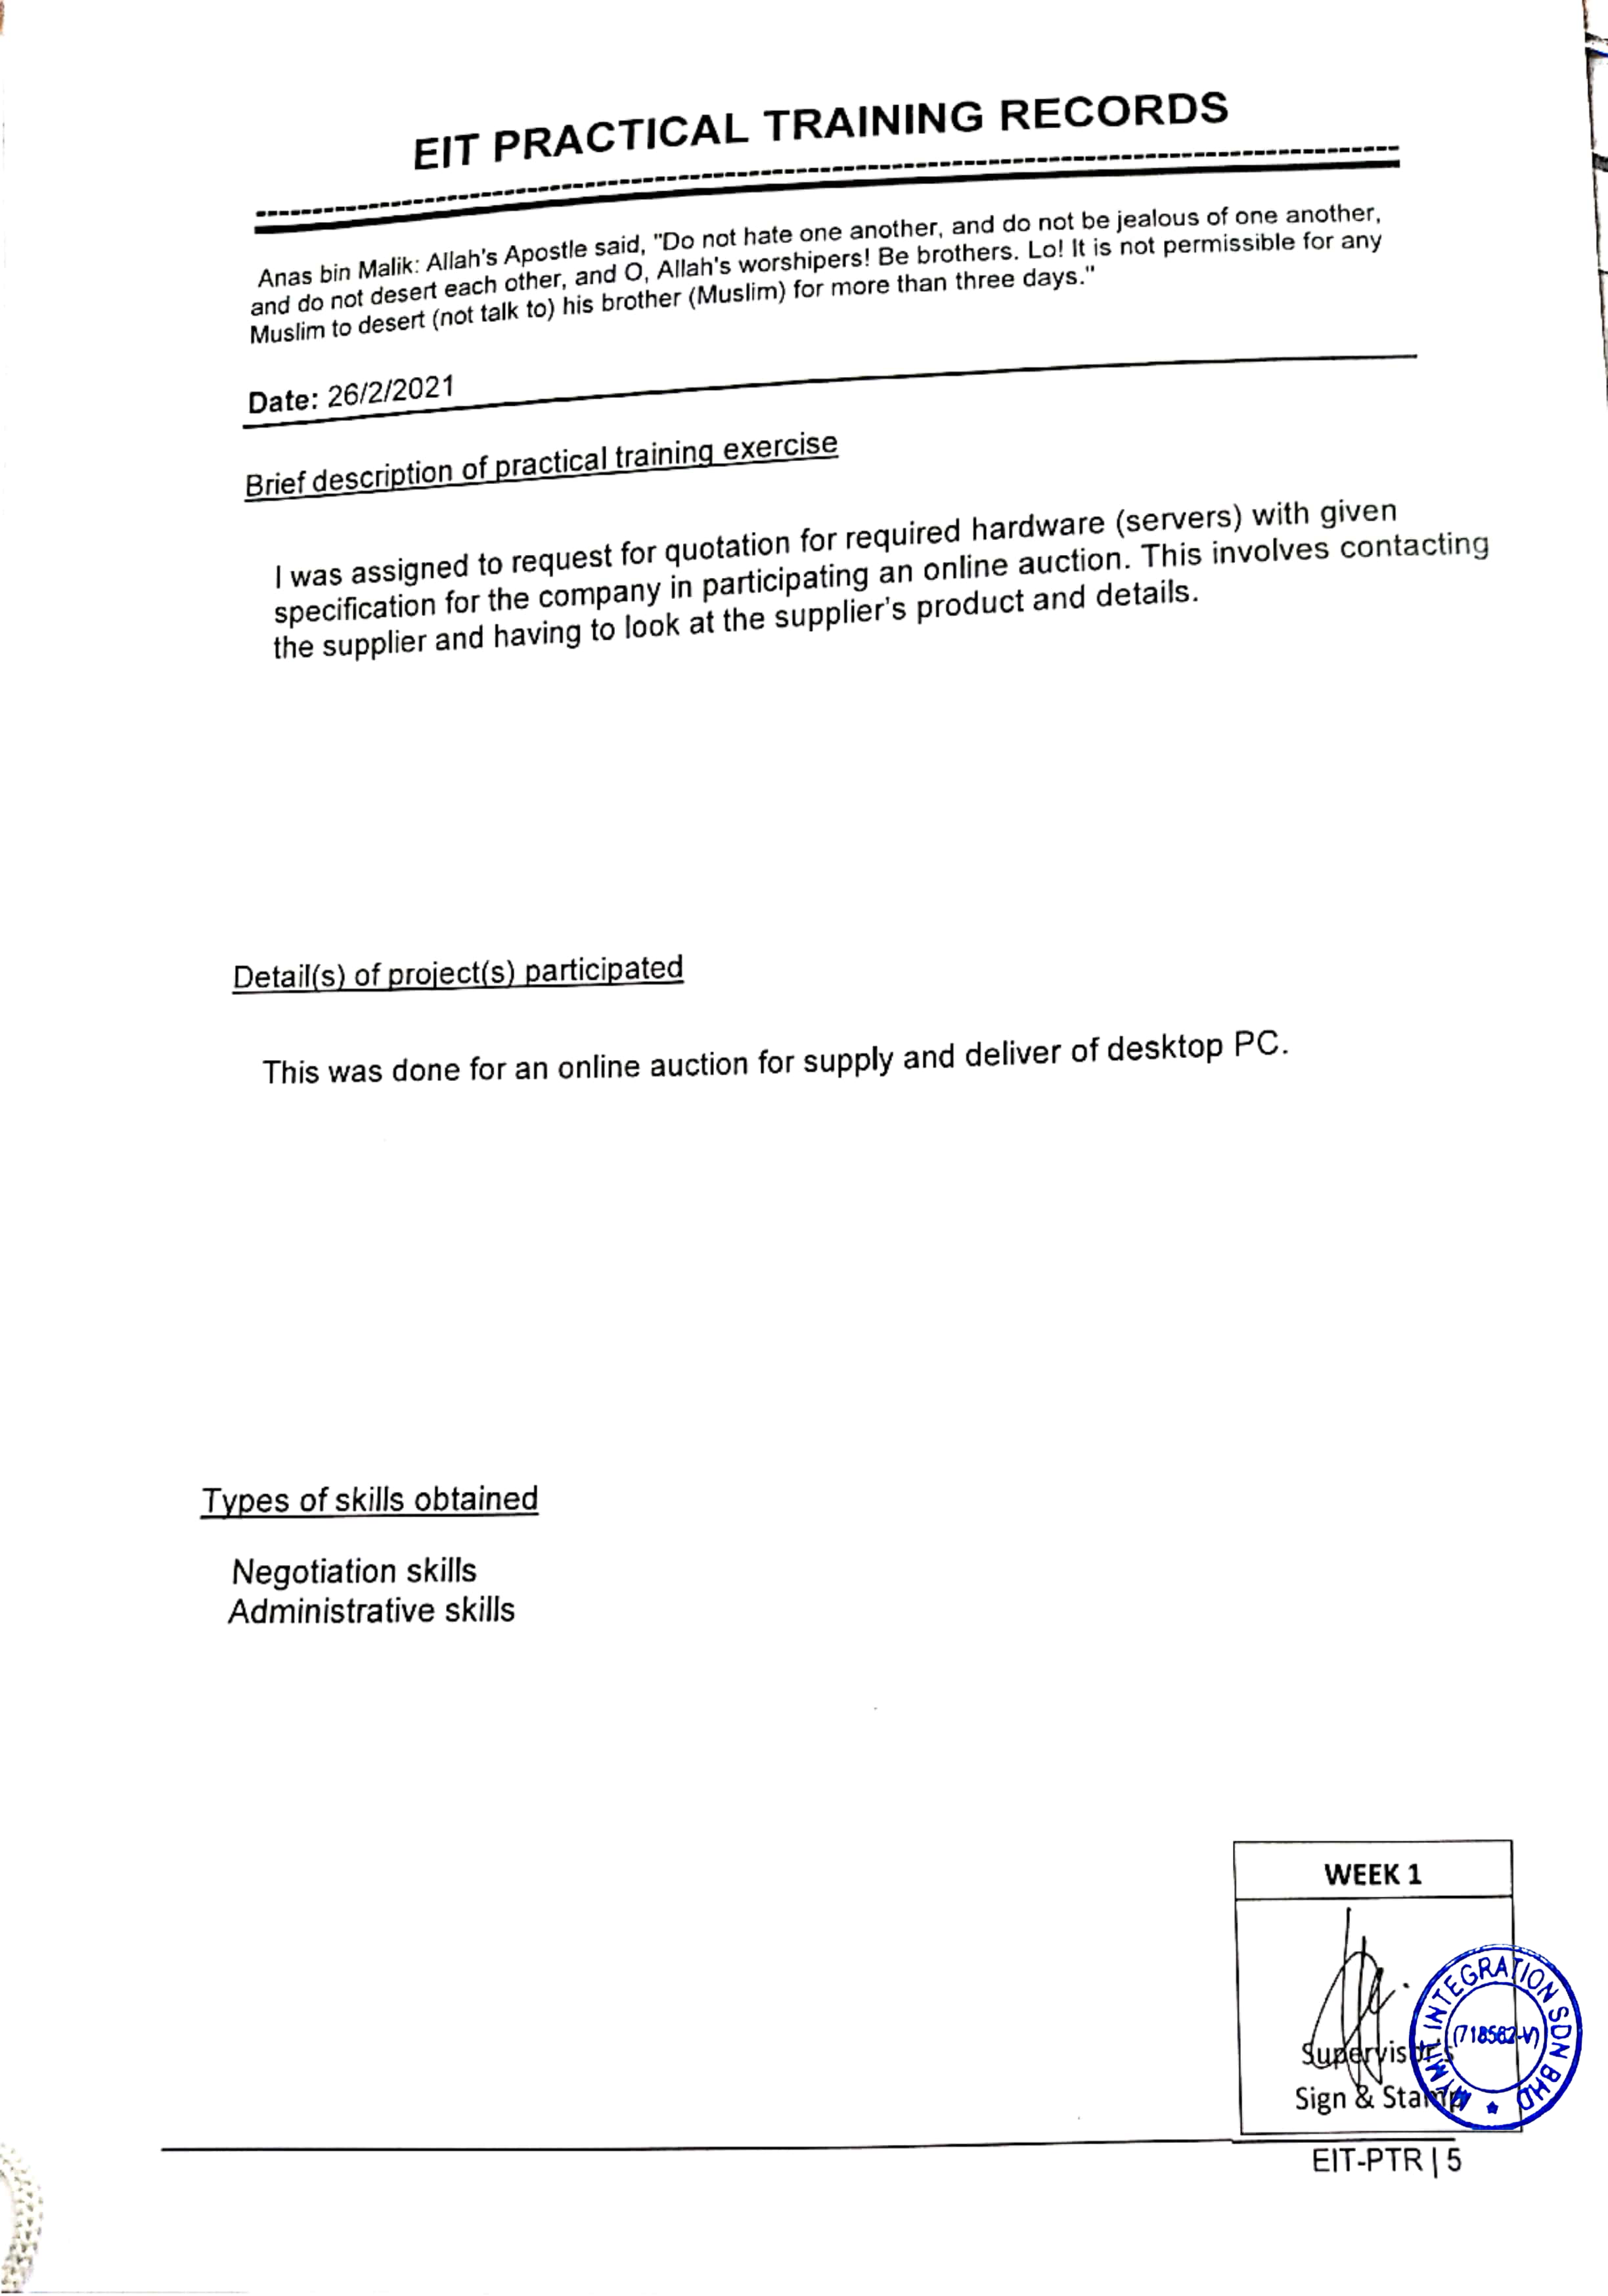 EIT PRACTICAL TRAINING RECORDS
Anas bin Malik: Allah's Apostle said, "Do not hate one another, and do not be jealous of one another,
and do not desert each other, and O, Allah's worshipers! Be brothers. Lo! It is not permissible for any
Muslim to desert (not talk to) his brother (Muslim) for more than three days."
Date: 26/2/2021
Brief description of practical training exercise
I was assigned to request for quotation for required hardware (servers) with given
specification for the company in participating an online auction. This involves contacting
the supplier and having to look at the supplier's product and details.
Detail(s) of project(s) participated
This was done for an online auction for supply and deliver of desktop PC.
Types of skills obtained
Negotiation skills
Administrative skills
WEEK 1
Supervisor's
Sign & Stamp
INTEGRATION SDN BHD
(718562-V)
EIT-PTR | 5